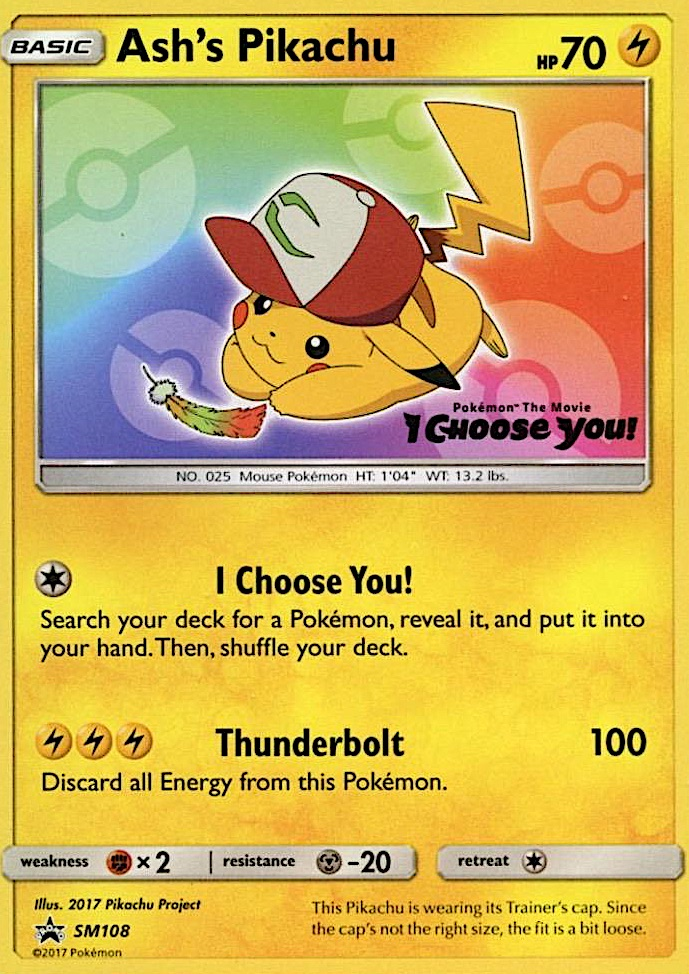 BASIC Ash's Pikachu HP 70
Pokémon™ The Movie
I Choose You!
NO. 025 Mouse Pokémon HT: 1'04" WT: 13.2 lbs.
I Choose You!
Search your deck for a Pokémon, reveal it, and put it into
your hand. Then, shuffle your deck.
Thunderbolt 100
Discard all Energy from this Pokémon.
weakness ×2 resistance -20 retreat
Illus. 2017 Pikachu Project
SM108
©2017 Pokémon
This Pikachu is wearing its Trainer's cap. Since
the cap's not the right size, the fit is a bit loose.